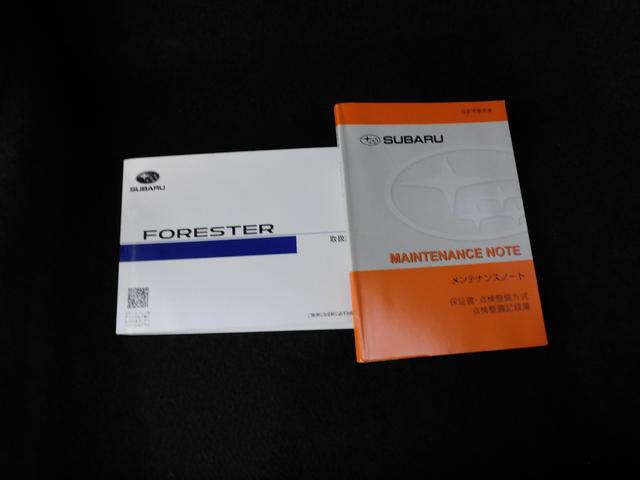 SUBARU
FORESTER
取扱
SUBARU
MAINTENANCE NOTE
メンテナンスノート
保証書・点検整備方式
点検整備記録簿